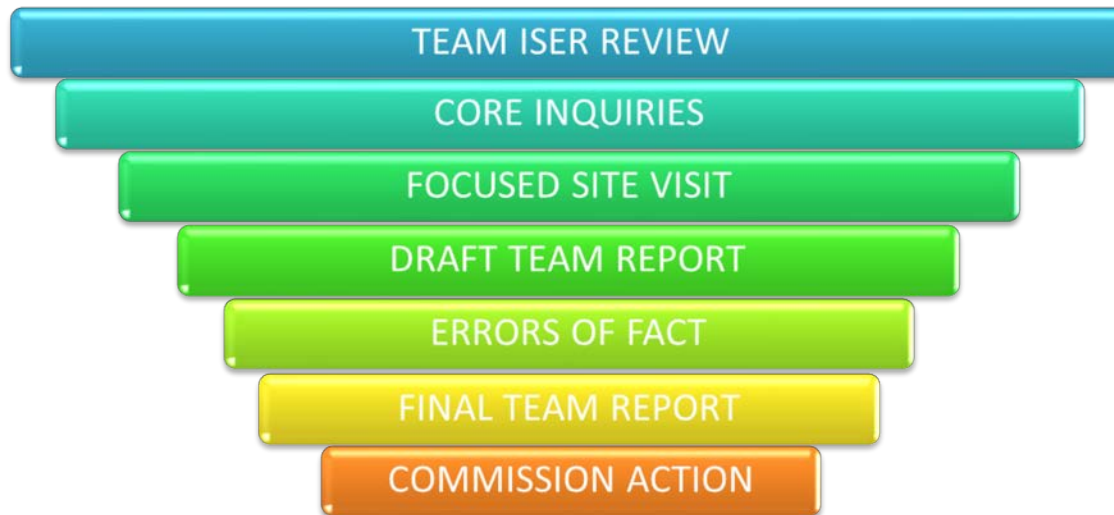 TEAM ISER REVIEW
CORE INQUIRIES
FOCUSED SITE VISIT
DRAFT TEAM REPORT
ERRORS OF FACT
FINAL TEAM REPORT
COMMISSION ACTION